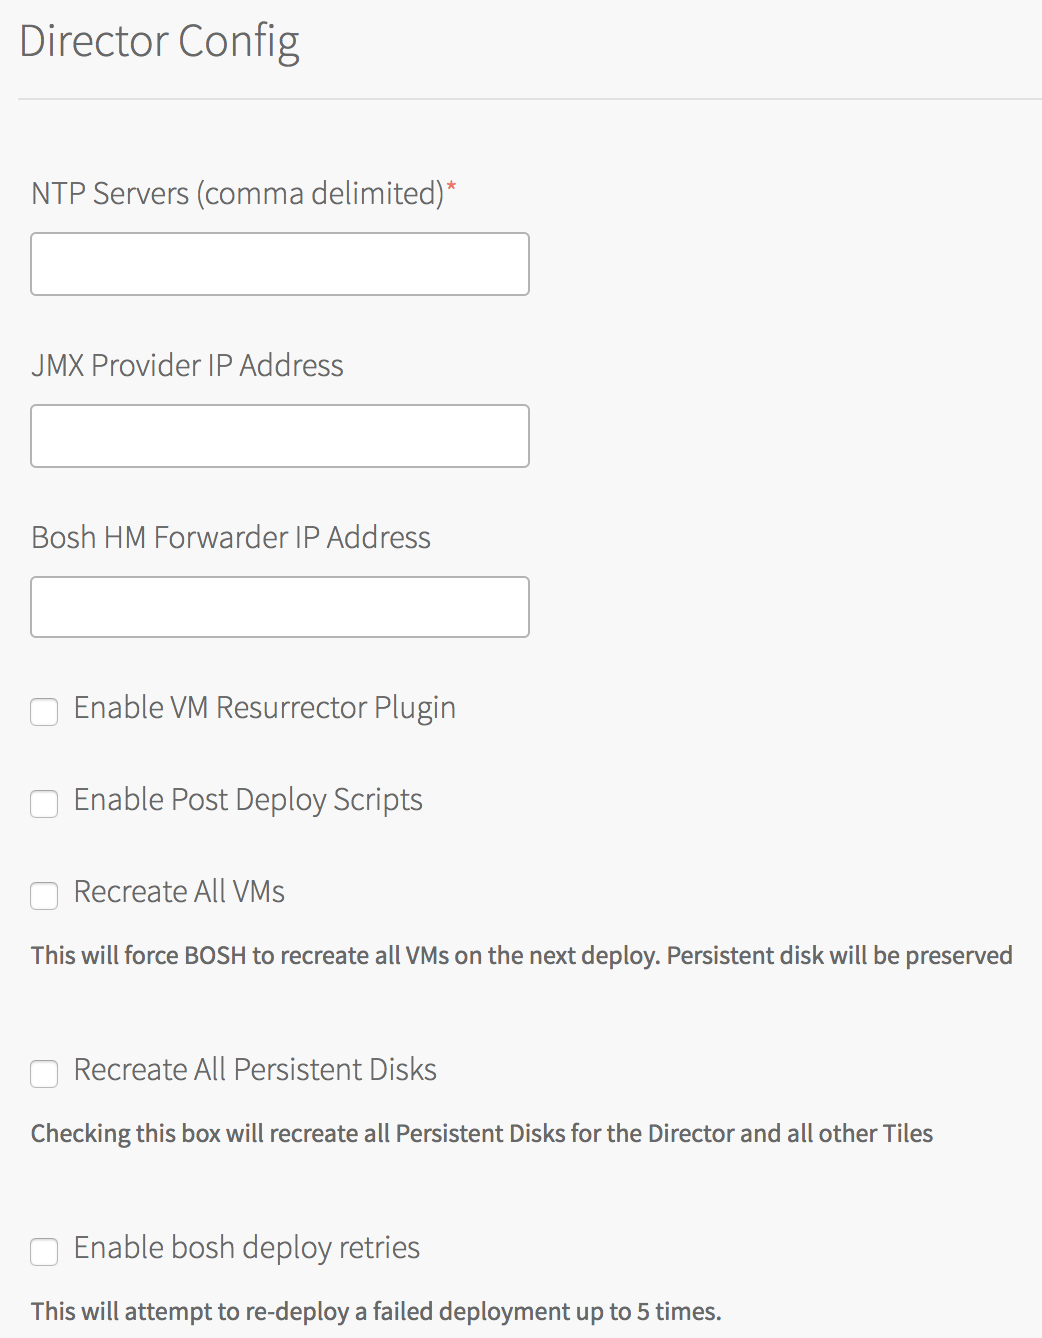 Director Config
NTP Servers (comma delimited)*
JMX Provider IP Address
Bosh HM Forwarder IP Address
Enable VM Resurrector Plugin
Enable Post Deploy Scripts
Recreate All VMs
This will force BOSH to recreate all VMs on the next deploy. Persistent disk will be preserved
Recreate All Persistent Disks
Checking this box will recreate all Persistent Disks for the Director and all other Tiles
Enable bosh deploy retries
This will attempt to re-deploy a failed deployment up to 5 times.